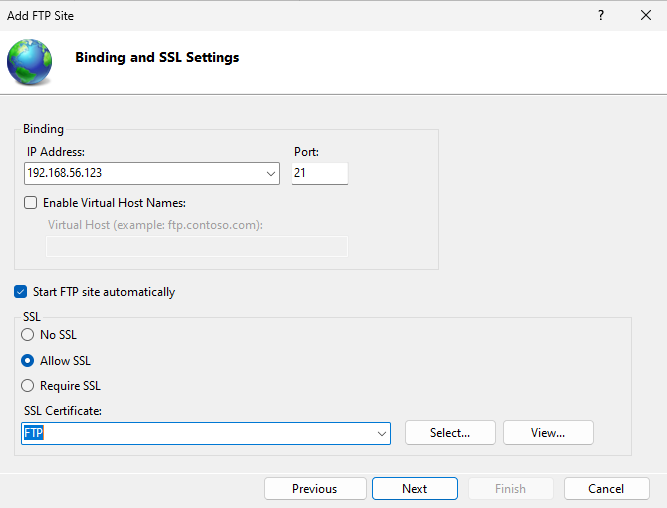 Add FTP Site
?
Binding and SSL Settings
Binding
IP Address: Port:
192.168.56.123 21
Enable Virtual Host Names:
Virtual Host (example: ftp.contoso.com):
Start FTP site automatically
SSL
No SSL
Allow SSL
Require SSL
SSL Certificate:
FTP Select... View...
Previous Next Finish Cancel